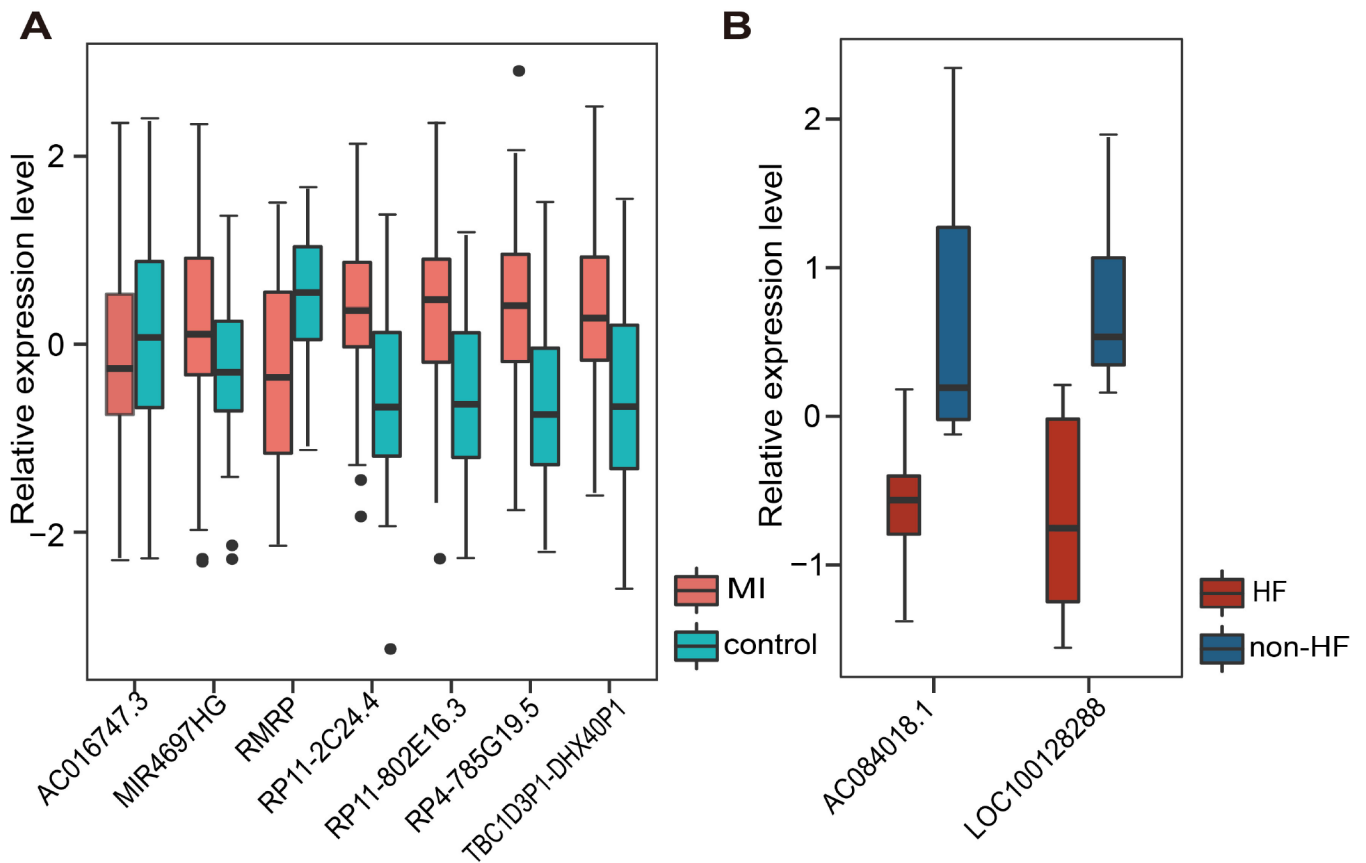 A
Relative expression level
2
0
−2
AC016747.3
MIR4697HG
RMRP
RP11-2C24.4
RP11-802E16.3
RP4-785G19.5
TBC1D3P1-DHX40P1
MI
control
B
Relative expression level
2
1
0
−1
AC084018.1
LOC100128288
HF
non-HF